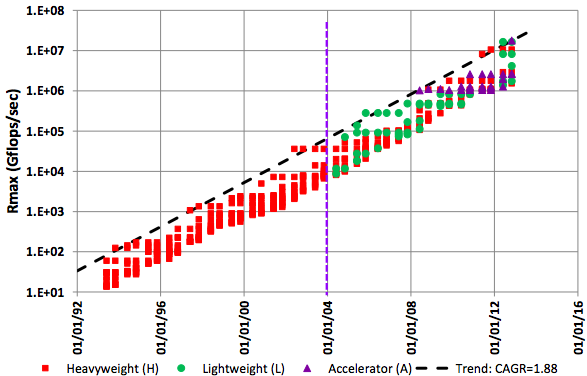 1.E+08
1.E+07
1.E+06
1.E+05
1.E+04
1.E+03
1.E+02
1.E+01
Rmax (Gflops/sec)
01/01/92
01/01/96
01/01/00
01/01/04
01/01/08
01/01/12
01/01/16
Heavyweight (H)
Lightweight (L)
Accelerator (A)
Trend: CAGR=1.88